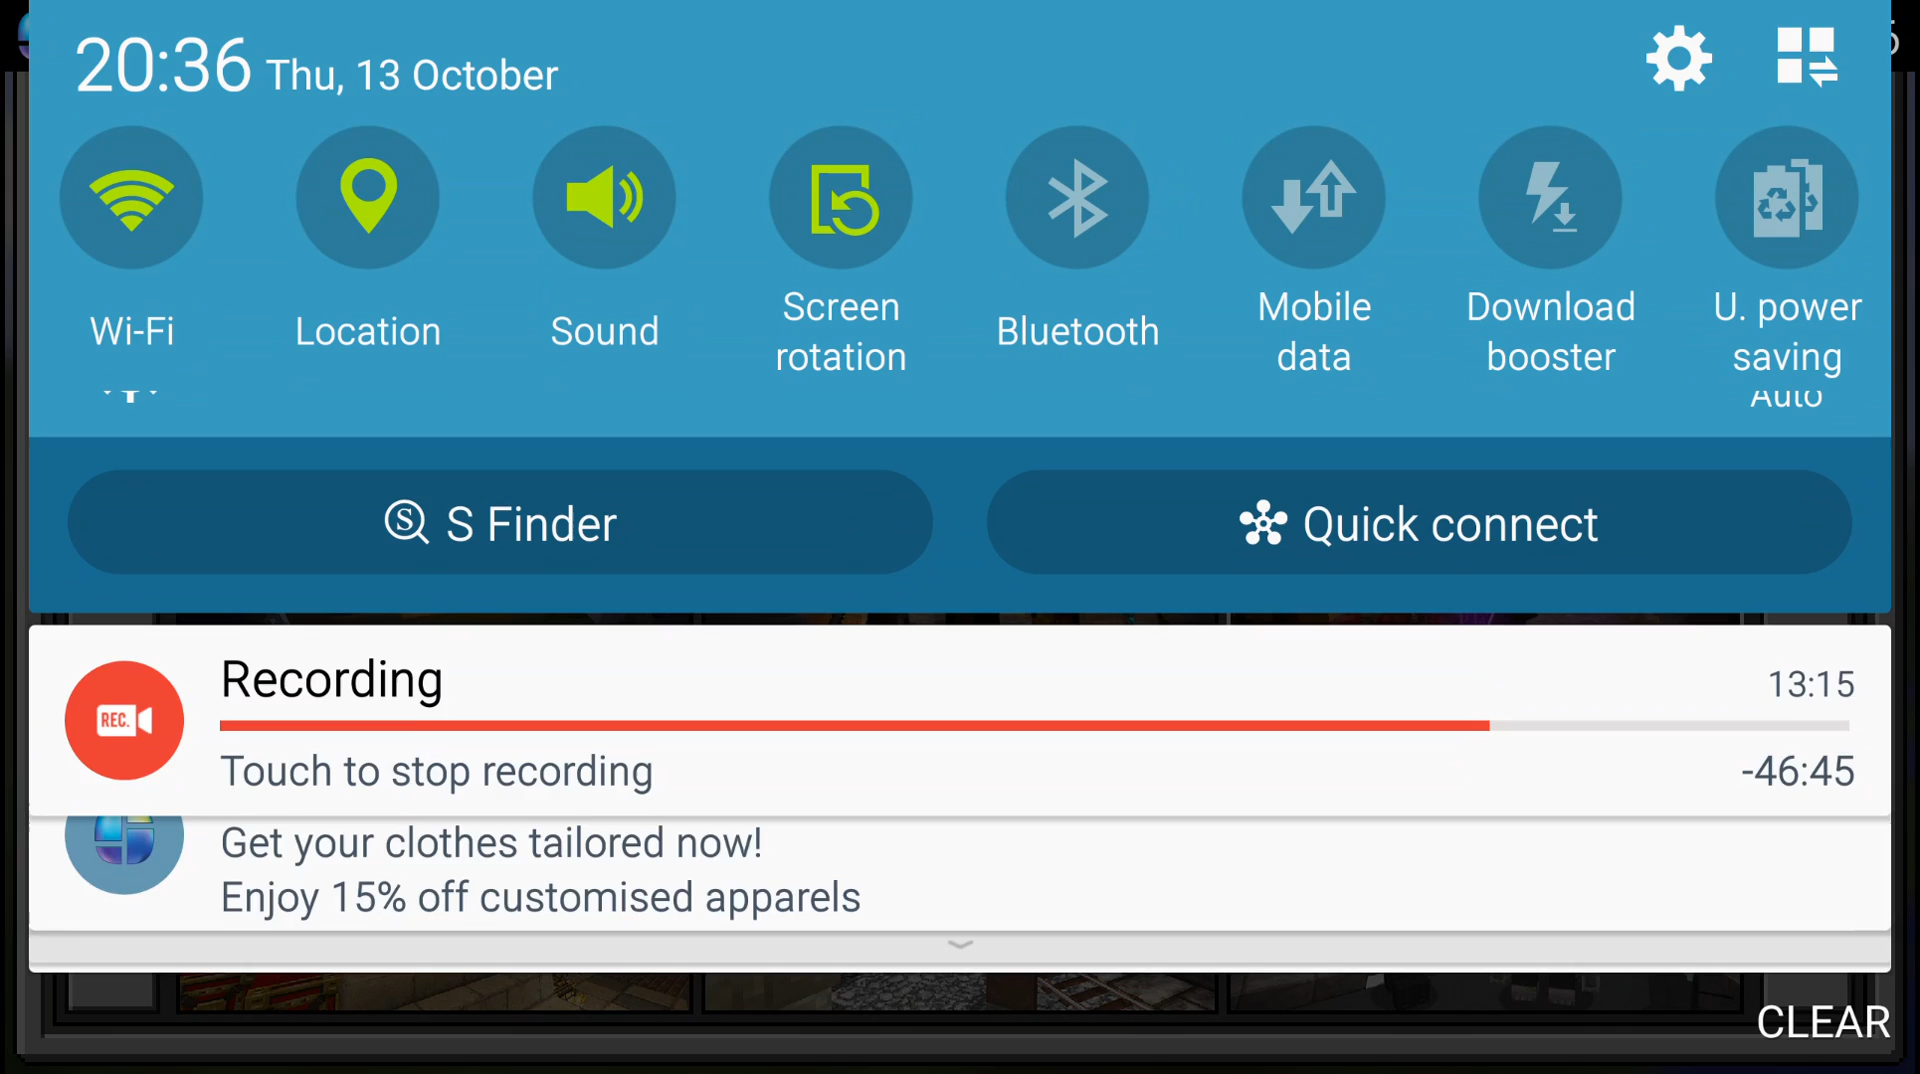 20:36 Thu, 13 October
Wi-Fi
Location
Sound
Screen rotation
Bluetooth
Mobile data
Download booster
U. power saving
Auto
S Finder
Quick connect
Recording
13:15
REC.
Touch to stop recording
-46:45
Get your clothes tailored now!
Enjoy 15% off customised apparels
CLEAR